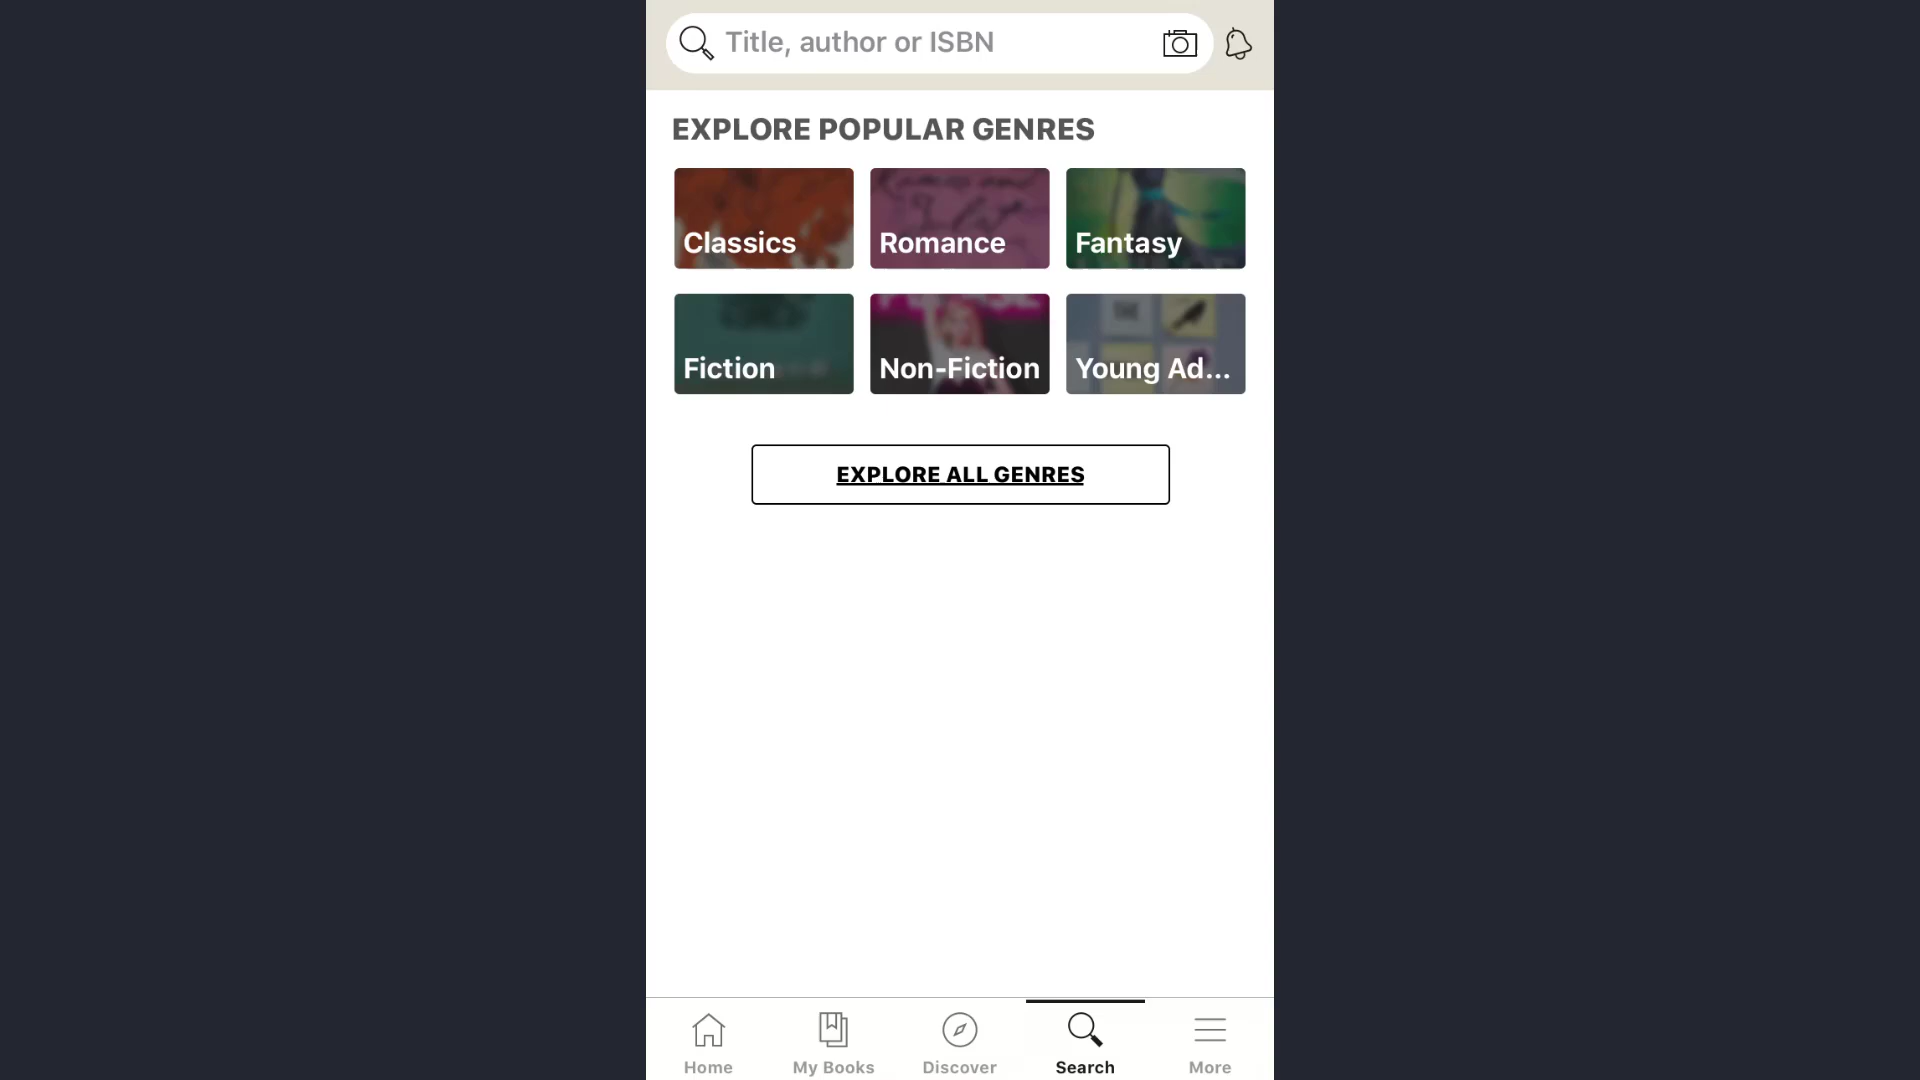 Title, author or ISBN
EXPLORE POPULAR GENRES
Classics
Romance
Fantasy
Fiction
Non-Fiction
Young Ad...
EXPLORE ALL GENRES
Home
My Books
Discover
Search
More